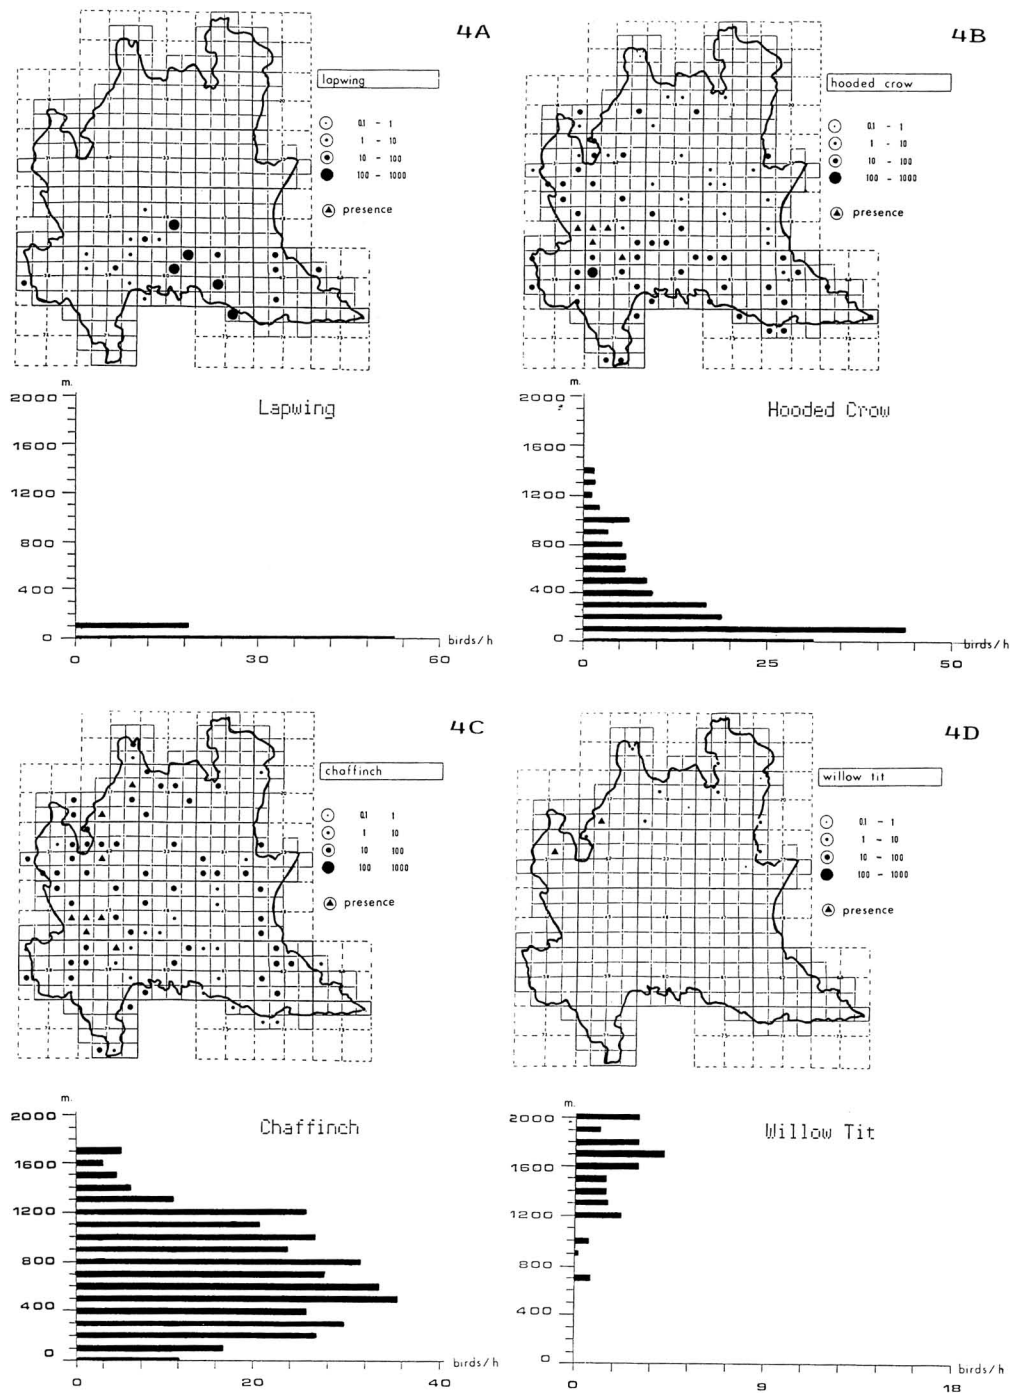 4A
lapwing
0.1 - 1
1 - 10
10 - 100
100 - 1000
presence
4B
hooded crow
0.1 - 1
1 - 10
10 - 100
100 - 1000
presence
m.
2000
1600
1200
800
400
0
Lapwing
birds/h
0 30 60
m.
2000
1600
1200
800
400
0
Hooded Crow
birds/h
0 25 50
4C
chaffinch
0.1 1
1 10
10 100
100 1000
presence
4D
willow tit
0.1 - 1
1 - 10
10 - 100
100 - 1000
presence
m.
2000
1600
1200
800
400
0
Chaffinch
birds/h
0 20 40
m.
2000
1600
1200
800
400
0
Willow Tit
birds/h
0 9 18